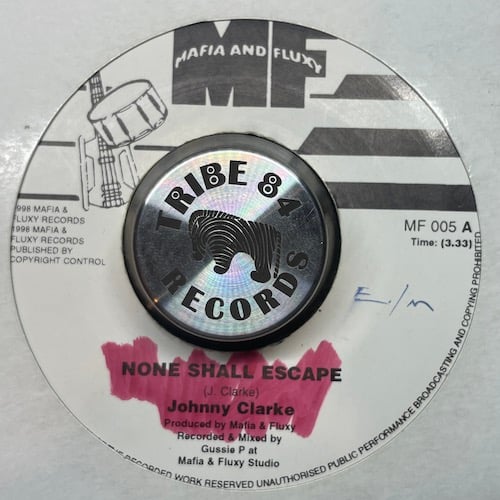 MAFIA AND FLUXY
MF
TRIBE 84
RECORDS
1998 MAFIA &
FLUXY RECORDS
1998 MAFIA &
FLUXY RECORDS
PUBLISHED BY
COPYRIGHT CONTROL
MF 005 A
Time: (3.33)
E/M
NONE SHALL ESCAPE
(J. Clarke)
Johnny Clarke
Produced by Mafia & Fluxy
Recorded & Mixed by
Gussie P at
Mafia & Fluxy Studio
RECORDED WORK RESERVED UNAUTHORISED PUBLIC PERFORMANCE BROADCASTING AND COPYING PROHIBITED